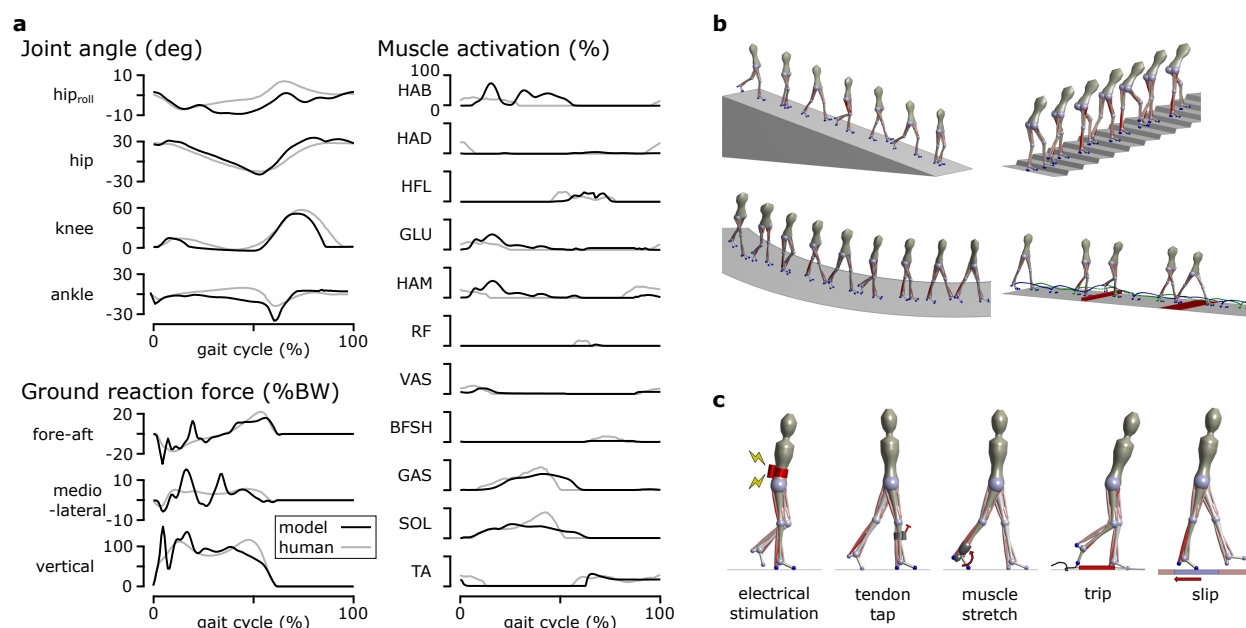 a
Joint angle (deg)
hip_roll
10
-10
hip
30
-30
knee
60
0
ankle
30
-30
0
100
gait cycle (%)
Ground reaction force (%BW)
fore-aft
20
-20
medio
-lateral
10
-10
model
human
vertical
100
0
0
100
gait cycle (%)
Muscle activation (%)
100
0
HAB
HAD
HFL
GLU
HAM
RF
VAS
BFSH
GAS
SOL
TA
0
100
gait cycle (%)
b
c
electrical
stimulation
tendon
tap
muscle
stretch
trip
slip